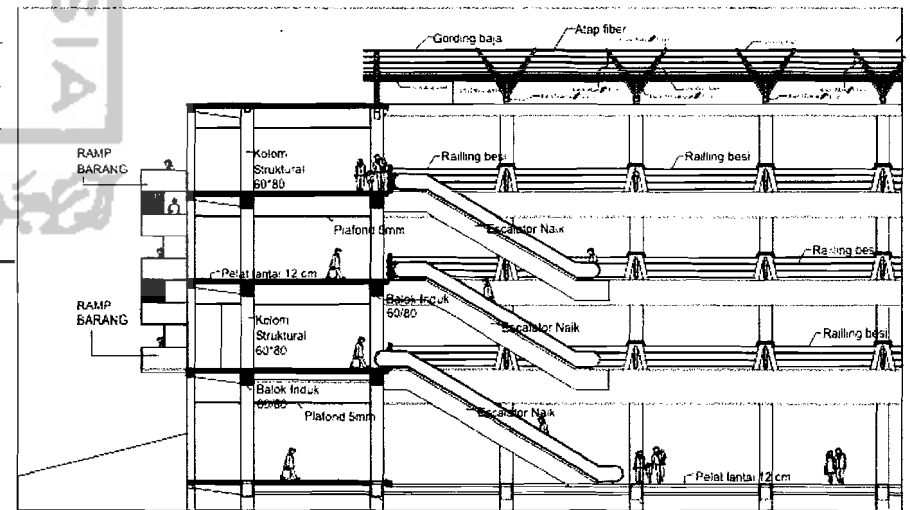 SIA
Gording baja
Atap fiber
RAMP
BARANG
Kolom
Struktural
60*80
Railling besi
Railling besi
Plafond 5mm
Escalator Naik
Railling besi
Pelat lantai 12 cm
RAMP
BARANG
Balok Induk
60/80
Kolom
Struktural
60*80
Escalator Naik
Railling besi
Balok Induk
60/80
Plafond 5mm
Escalator Naik
Pelat lantai 12 cm